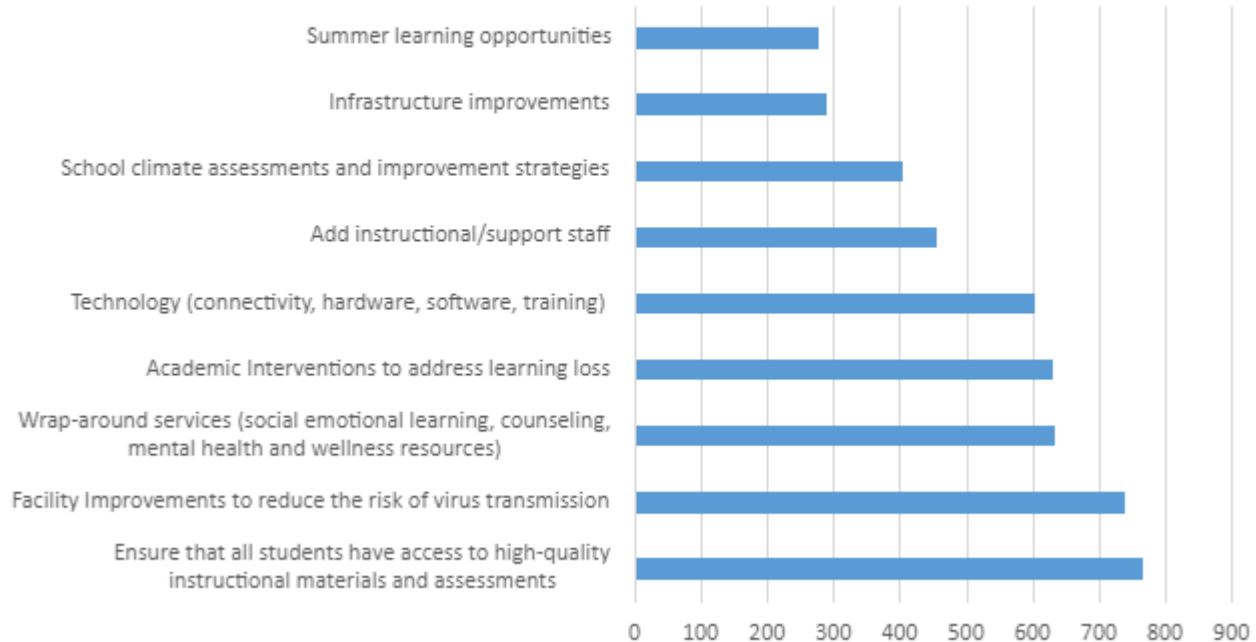 Summer learning opportunities
Infrastructure improvements
School climate assessments and improvement strategies
Add instructional/support staff
Technology (connectivity, hardware, software, training)
Academic Interventions to address learning loss
Wrap-around services (social emotional learning, counseling,
mental health and wellness resources)
Facility Improvements to reduce the risk of virus transmission
Ensure that all students have access to high-quality
instructional materials and assessments
0 100 200 300 400 500 600 700 800 900